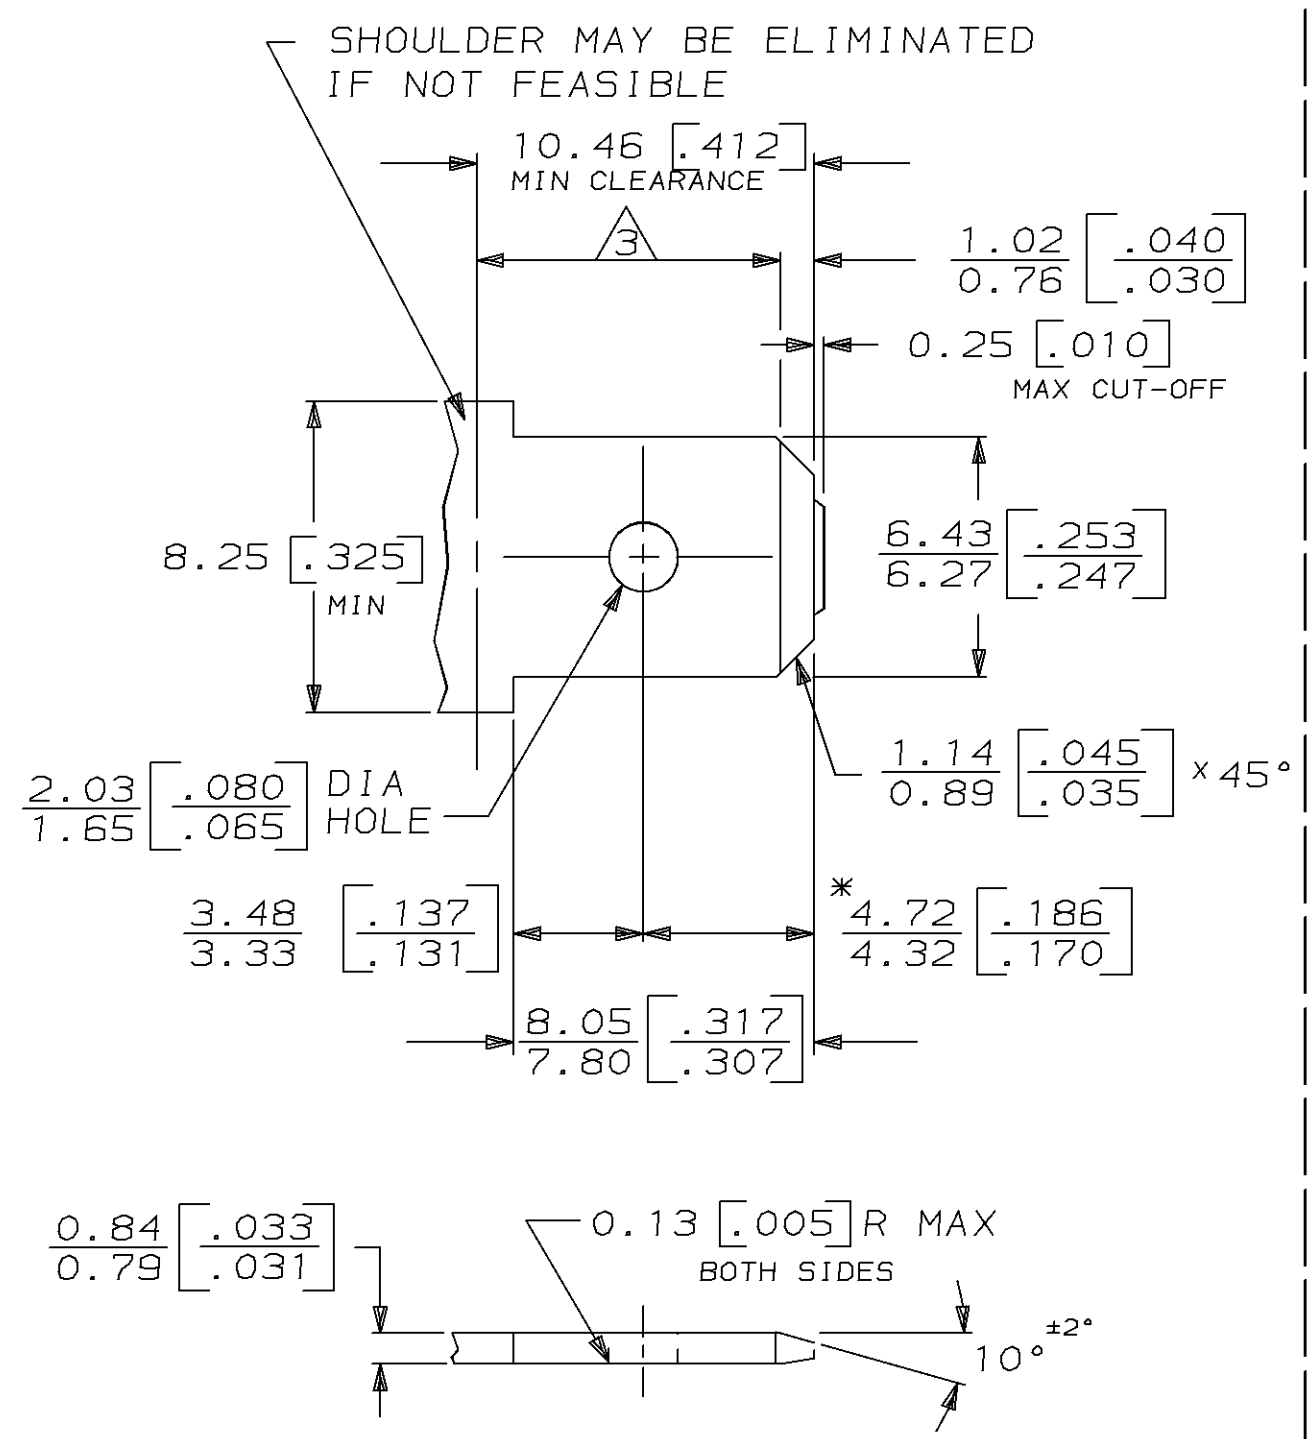 SHOULDER MAY BE ELIMINATED
IF NOT FEASIBLE
10.46 [.412]
MIN CLEARANCE
3
1.02 [.040]
0.76 [.030]
0.25 [.010]
MAX CUT-OFF
8.25 [.325]
MIN
6.43 [.253]
6.27 [.247]
2.03 [.080] DIA
1.65 [.065] HOLE
1.14 [.045] x 45°
0.89 [.035]
3.48 [.137]
3.33 [.131]
*4.72 [.186]
4.32 [.170]
8.05 [.317]
7.80 [.307]
0.84 [.033]
0.79 [.031]
0.13 [.005] R MAX
BOTH SIDES
10° ±2°